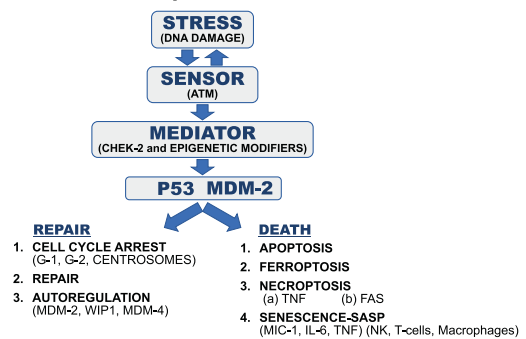 STRESS
(DNA DAMAGE)
SENSOR
(ATM)
MEDIATOR
(CHEK-2 and EPIGENETIC MODIFIERS)
P53 MDM-2
REPAIR
1. CELL CYCLE ARREST
(G-1, G-2, CENTROSOMES)
2. REPAIR
3. AUTOREGULATION
(MDM-2, WIP1, MDM-4)
DEATH
1. APOPTOSIS
2. FERROPTOSIS
3. NECROPTOSIS
(a) TNF (b) FAS
4. SENESCENCE-SASP
(MIC-1, IL-6, TNF) (NK, T-cells, Macrophages)